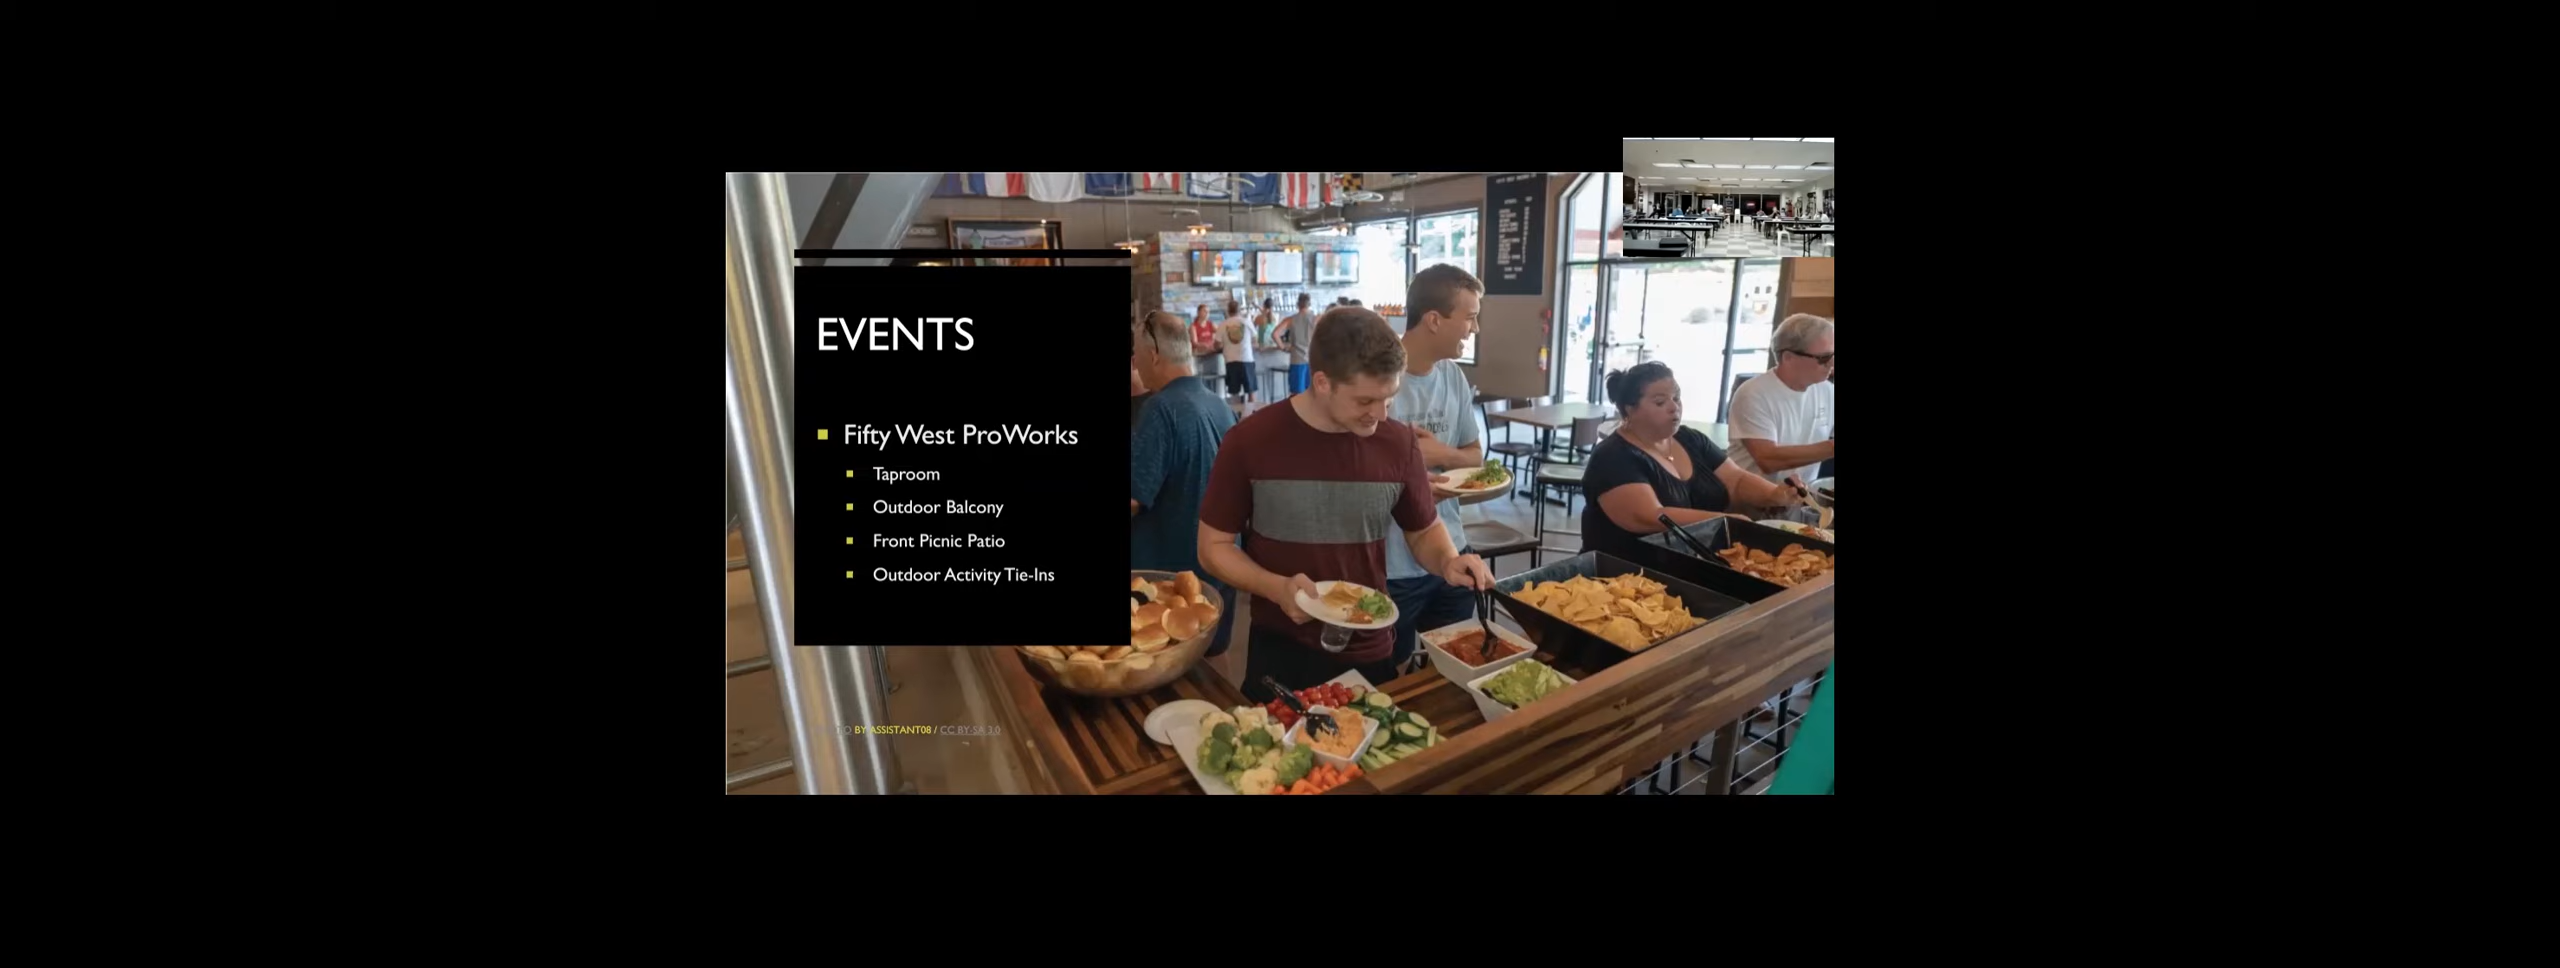 EVENTS
Fifty West ProWorks
Taproom
Outdoor Balcony
Front Picnic Patio
Outdoor Activity Tie-Ins
BY ASSISTANT08 / CC BY-SA 3.0